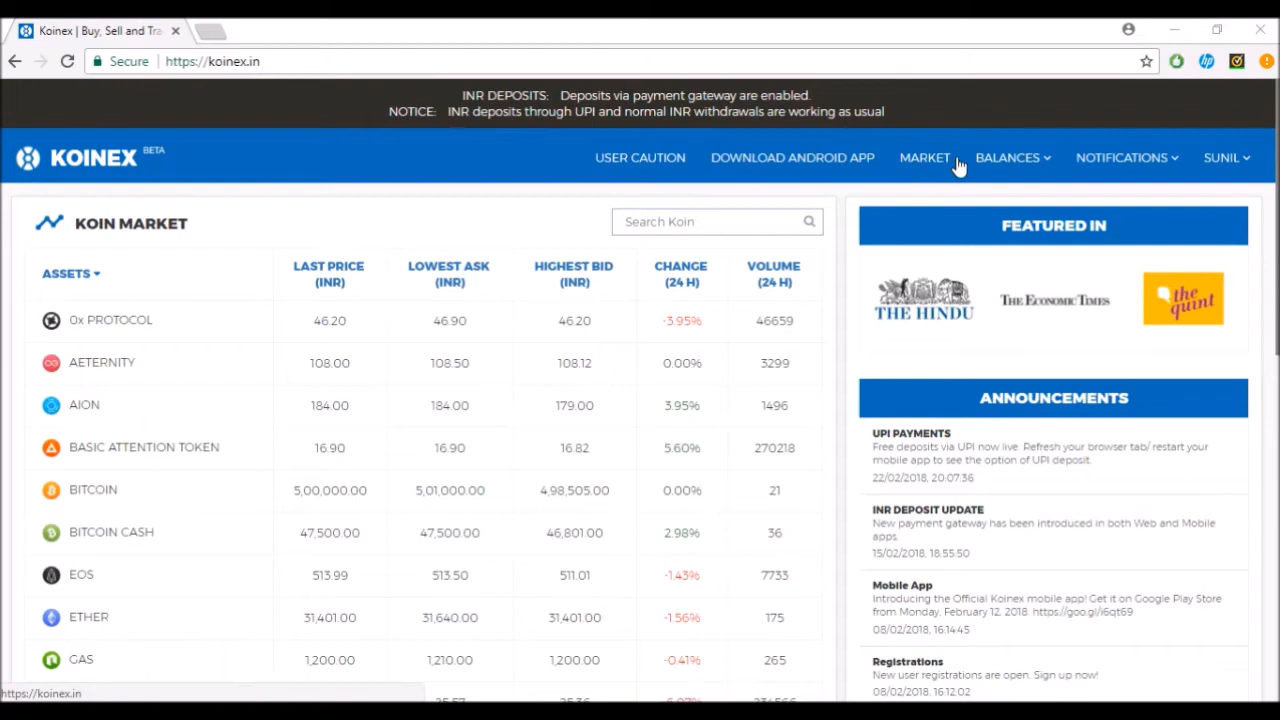 Koinex | Buy, Sell and Tra
Secure https://koinex.in
INR DEPOSITS: Deposits via payment gateway are enabled.
NOTICE: INR deposits through UPI and normal INR withdrawals are working as usual
KOINEX BETA
USER CAUTION DOWNLOAD ANDROID APP MARKET BALANCES NOTIFICATIONS SUNIL
KOIN MARKET
Search Koin
ASSETS LAST PRICE (INR) LOWEST ASK (INR) HIGHEST BID (INR) CHANGE (24 H) VOLUME (24 H)
0x PROTOCOL 46.20 46.90 46.20 -3.95% 46659
AETERNITY 108.00 108.50 108.12 0.00% 3299
AION 184.00 184.00 179.00 3.95% 1496
BASIC ATTENTION TOKEN 16.90 16.90 16.82 5.60% 270218
BITCOIN 5,00,000.00 5,01,000.00 4,98,505.00 0.00% 21
BITCOIN CASH 47,500.00 47,500.00 46,801.00 2.98% 36
EOS 513.99 513.50 511.01 -1.43% 7733
ETHER 31,401.00 31,640.00 31,401.00 -1.56% 175
GAS 1,200.00 1,210.00 1,200.00 -0.41% 265
https://koinex.in
FEATURED IN
THE HINDU
THE ECONOMIC TIMES
the quint
ANNOUNCEMENTS
UPI PAYMENTS
Free deposits via UPI now live. Refresh your browser tab/ restart your
mobile app to see the option of UPI deposit.
22/02/2018, 20:07:36
INR DEPOSIT UPDATE
New payment gateway has been introduced in both Web and Mobile
apps.
15/02/2018, 18:55:50
Mobile App
Introducing the Official Koinex mobile app! Get it on Google Play Store
from Monday, February 12, 2018. https://goo.gl/i6qt69
08/02/2018, 16:14:45
Registrations
New user registrations are open. Sign up now!
08/02/2018, 16:12:02